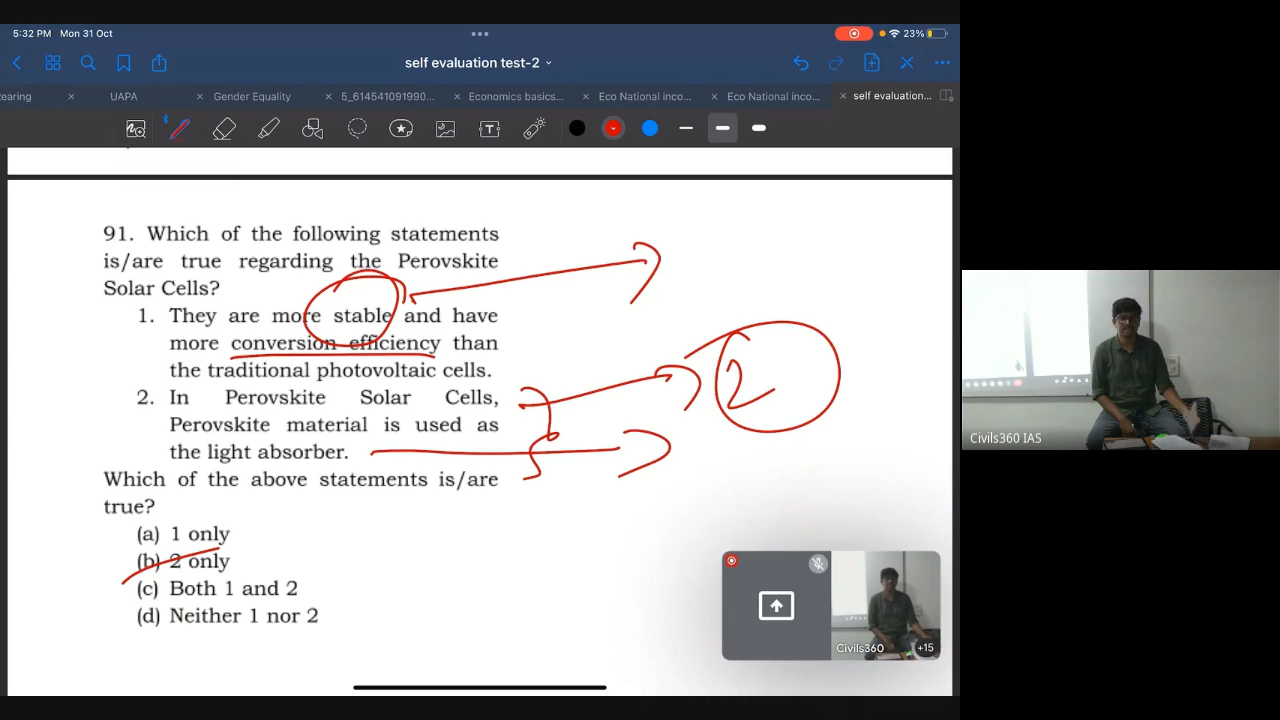 5:32 PM Mon 31 Oct
23%
self evaluation test-2
tearing
UAPA
Gender Equality
5_614541091990...
Economics basics...
Eco National inco...
Eco National inco...
self evaluation...
91. Which of the following statements
is/are true regarding the Perovskite
Solar Cells?
1. They are more stable and have
more conversion efficiency than
the traditional photovoltaic cells.
2. In Perovskite Solar Cells,
Perovskite material is used as
the light absorber.
2
Which of the above statements is/are
true?
(a) 1 only
(b) 2 only
(c) Both 1 and 2
(d) Neither 1 nor 2
Civils360
+15
Civils360 IAS